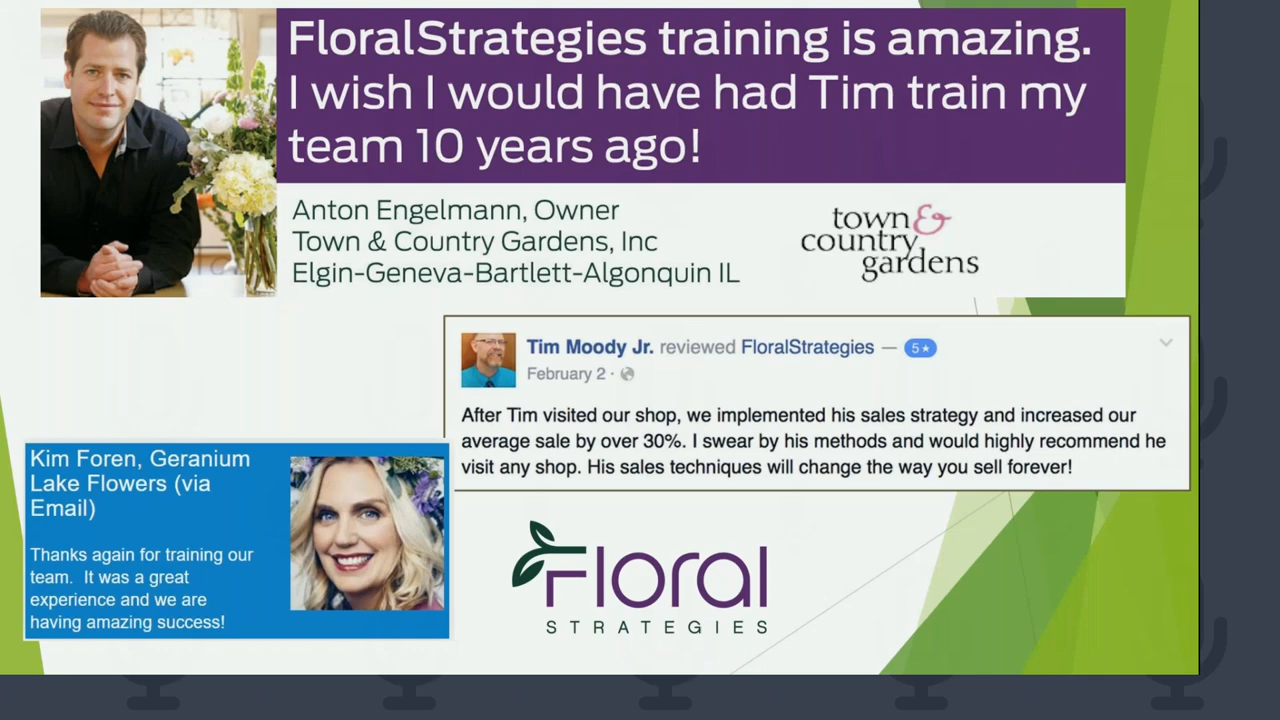 FloralStrategies training is amazing.
I wish I would have had Tim train my
team 10 years ago!
Anton Engelmann, Owner
Town & Country Gardens, Inc
Elgin-Geneva-Bartlett-Algonquin IL
town &
country
gardens
Tim Moody Jr. reviewed FloralStrategies — 5★
February 2 ·
After Tim visited our shop, we implemented his sales strategy and increased our
average sale by over 30%. I swear by his methods and would highly recommend he
visit any shop. His sales techniques will change the way you sell forever!
Kim Foren, Geranium
Lake Flowers (via
Email)
Thanks again for training our
team. It was a great
experience and we are
having amazing success!
Floral
STRATEGIES